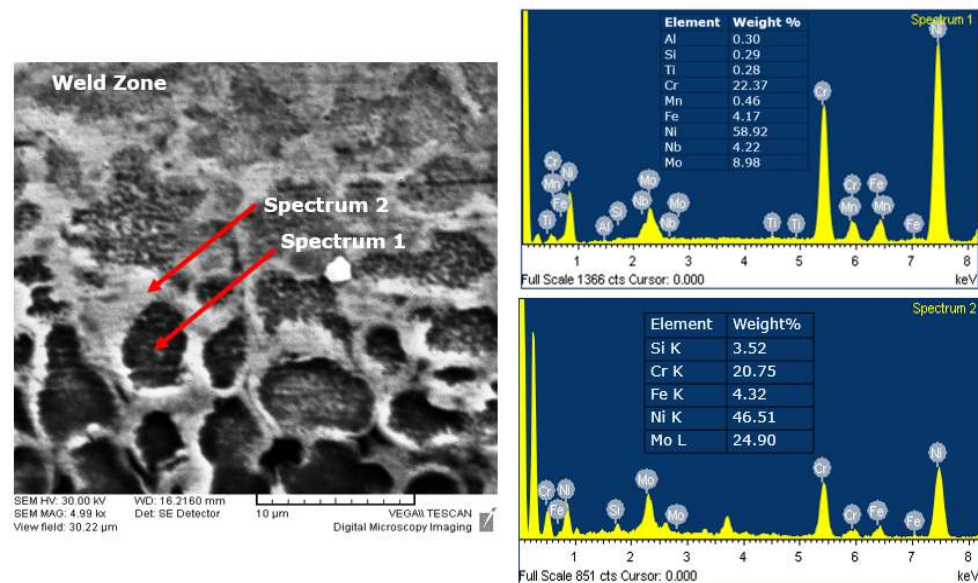 Weld Zone
Spectrum 2
Spectrum 1
SEM HV: 30.00 kV WD: 16.2160 mm
SEM MAG: 4.99 kx Det: SE Detector 10 µm VEGA\\ TESCAN
View field: 30.22 µm Digital Microscopy Imaging
Spectrum 1
Element Weight %
Al 0.30
Si 0.29
Ti 0.28
Cr 22.37
Mn 0.46
Fe 4.17
Ni 58.92
Nb 4.22
Mo 8.98
Ni
Cr
Cr Ni Mo Cr Fe
Mn Nb Mn Mn
Fe Mo
Ti Al Si Nb Ti Ti Fe
1 2 3 4 5 6 7 8
Full Scale 1366 cts Cursor: 0.000 keV
Spectrum 2
Element Weight%
Si K 3.52
Cr K 20.75
Fe K 4.32
Ni K 46.51
Mo L 24.90
Cr Ni Mo Cr Ni
Fe Si Mo Cr Fe Fe
1 2 3 4 5 6 7 8
Full Scale 851 cts Cursor: 0.000 keV